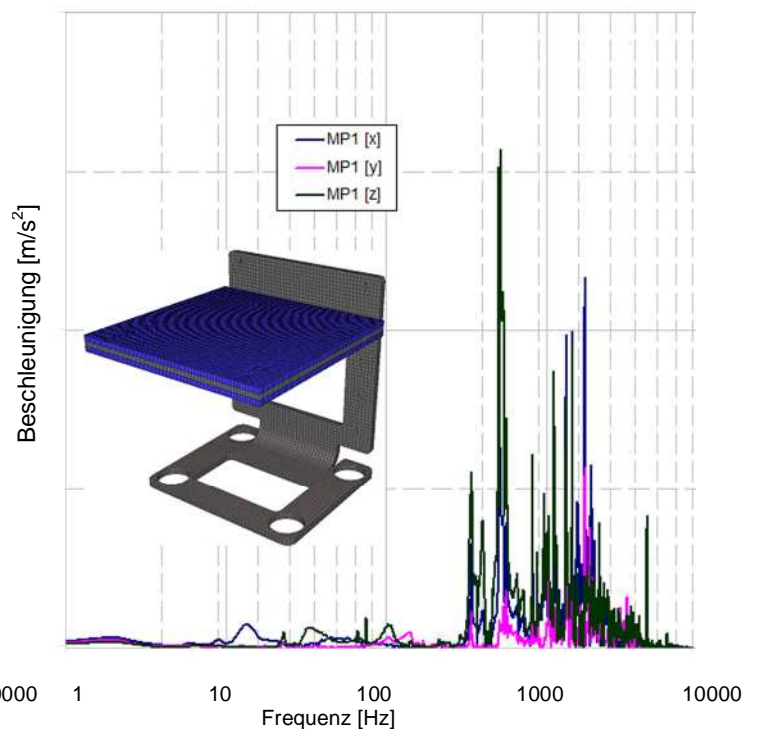 MP1 [x]
MP1 [y]
MP1 [z]
Beschleunigung [m/s²]
0000 1 10 100 1000 10000
Frequenz [Hz]